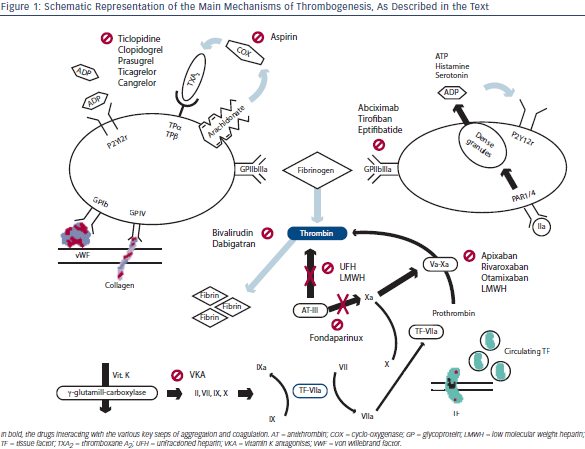 Figure 1: Schematic Representation of the Main Mechanisms of Thrombogenesis, As Described in the Text
Ticlopidine
Clopidogrel
Prasugrel
Ticagrelor
Cangrelor
Aspirin
COX
TXA2
ADP
ADP
P2Y12r
TPα
TPβ
Arachidonate
GPIb
GPIV
vWF
Collagen
GPIIbIIIa
Fibrinogen
GPIIbIIIa
Abciximab
Tirofiban
Eptifibatide
ATP
Histamine
Serotonin
ADP
P2Y12r
Dense
granules
PAR1/4
IIa
Bivalirudin
Dabigatran
Thrombin
UFH
LMWH
Va-Xa
Apixaban
Rivaroxaban
Otamixaban
LMWH
Fibrin
Fibrin
Fibrin
AT-III
Xa
Fondaparinux
Prothrombin
TF-VIIa
Circulating TF
TF
Vit. K
γ-glutamill-carboxylase
VKA
II, VII, IX, X
IXa
TF-VIIa
IX
VII
VIIa
X
In bold, the drugs interacting with the various key steps of aggregation and coagulation. AT = antithrombin; COX = cyclo-oxygenase; GP = glycoprotein; LMWH = low molecular weight heparin;
TF = tissue factor; TXA2 = thromboxane A2; UFH = unfractioned heparin; VKA = vitamin K antagonists; VWF = von Willebrand factor.